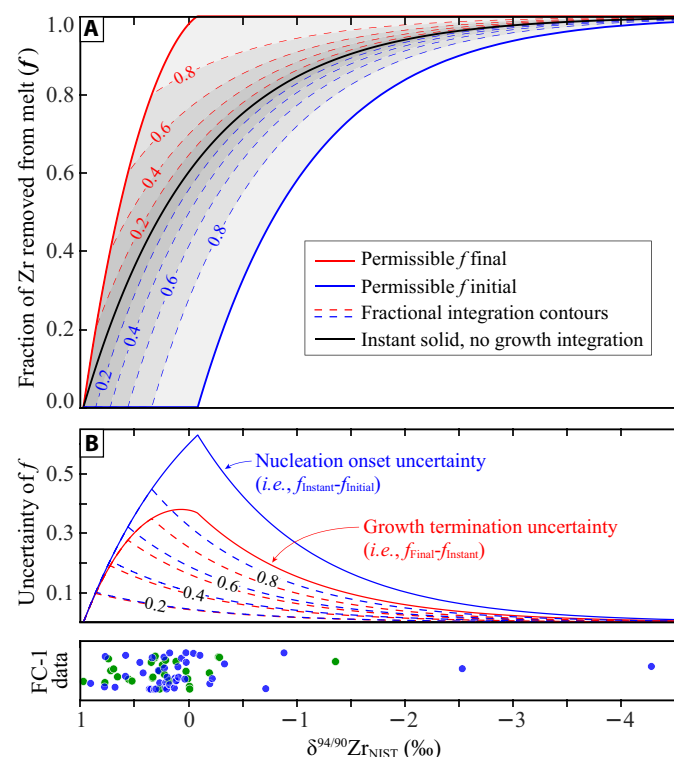 A
Fraction of Zr removed from melt (f)
1.0
0.8
0.6
0.4
0.2
0.0
0.8
0.6
0.4
0.2
0.8
0.6
0.4
0.2
Permissible f final
Permissible f initial
Fractional integration contours
Instant solid, no growth integration
B
Uncertainty of f
0.5
0.3
0.1
Nucleation onset uncertainty
(i.e., fInstant-fInitial)
Growth termination uncertainty
(i.e., fFinal-fInstant)
0.8
0.6
0.4
0.2
FC-1
data
1 0 −1 −2 −3 −4
δ94/90ZrNIST (‰)